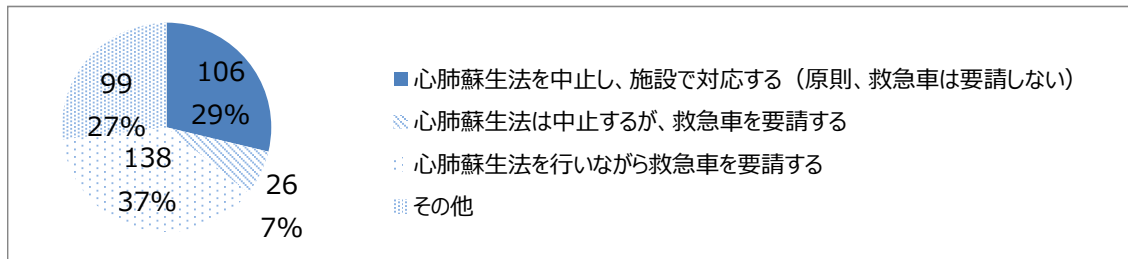 106
29%
26
7%
138
37%
99
27%
心肺蘇生法を中止し、施設で対応する（原則、救急車は要請しない）
心肺蘇生法は中止するが、救急車を要請する
心肺蘇生法を行いながら救急車を要請する
その他